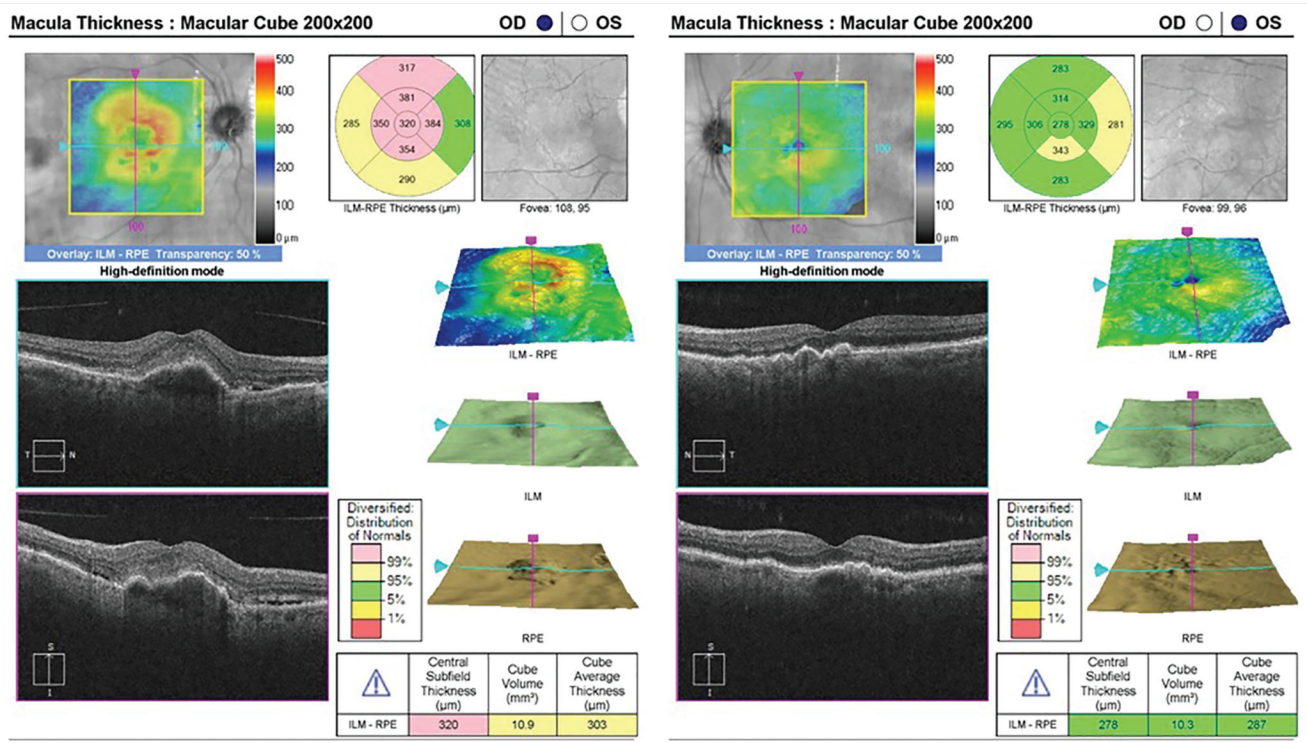 Macula Thickness : Macular Cube 200x200
OD OS
500
400
300
200
100
0 µm
100
100
Overlay: ILM - RPE Transparency: 50 %
317
381
285
350
320
384
308
354
290
ILM-RPE Thickness (µm)
Fovea: 108, 95
High-definition mode
ILM - RPE
T N
ILM
S
I
Diversified:
Distribution
of Normals
99%
95%
5%
1%
RPE
Central
Subfield
Thickness
(µm)
Cube
Volume
(mm³)
Cube
Average
Thickness
(µm)
ILM - RPE 320 10.9 303
Macula Thickness : Macular Cube 200x200
OD OS
500
400
300
200
100
0 µm
100
100
Overlay: ILM - RPE Transparency: 50 %
283
314
295
306
278
329
281
343
283
ILM-RPE Thickness (µm)
Fovea: 99, 96
High-definition mode
ILM - RPE
N T
ILM
S
I
Diversified:
Distribution
of Normals
99%
95%
5%
1%
RPE
Central
Subfield
Thickness
(µm)
Cube
Volume
(mm³)
Cube
Average
Thickness
(µm)
ILM - RPE 278 10.3 287